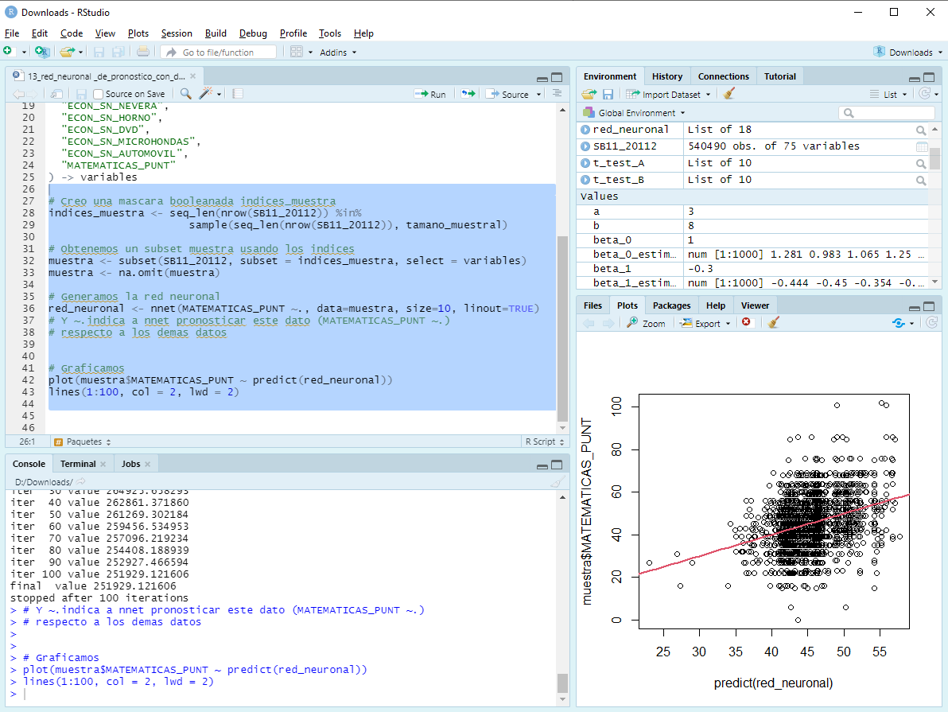 Downloads - RStudio
File Edit Code View Plots Session Build Debug Profile Tools Help
Go to file/function Addins Downloads
13_red_neuronal _de_pronostico_con_d...
Source on Save Run Source
19 "ECON_SN_NEVERA",
20 "ECON_SN_HORNO",
21 "ECON_SN_DVD",
22 "ECON_SN_MICROHONDAS",
23 "ECON_SN_AUTOMOVIL",
24 "MATEMATICAS_PUNT"
25 ) -> variables
26
27 # Creo una mascara booleanada indices_muestra
28 indices_muestra <- seq_len(nrow(SB11_20112)) %in%
29 sample(seq_len(nrow(SB11_20112)), tamano_muestral)
30
31 # Obtenemos un subset muestra usando los indices
32 muestra <- subset(SB11_20112, subset = indices_muestra, select = variables)
33 muestra <- na.omit(muestra)
34
35 # Generamos la red neuronal
36 red_neuronal <- nnet(MATEMATICAS_PUNT ~., data=muestra, size=10, linout=TRUE)
37 # Y ~.indica a nnet pronosticar este dato (MATEMATICAS_PUNT ~.)
38 # respecto a los demas datos
39
40
41 # Graficamos
42 plot(muestra$MATEMATICAS_PUNT ~ predict(red_neuronal))
43 lines(1:100, col = 2, lwd = 2)
44
45
46
26:1 Paquetes R Script
Console Terminal Jobs
D:/Downloads/
iter 40 value 262861.371860
iter 50 value 261269.302184
iter 60 value 259456.534953
iter 70 value 257096.219234
iter 80 value 254408.188939
iter 90 value 252927.466594
iter 100 value 251929.121606
final value 251929.121606
stopped after 100 iterations
> # Y ~.indica a nnet pronosticar este dato (MATEMATICAS_PUNT ~.)
> # respecto a los demas datos
>
>
> # Graficamos
> plot(muestra$MATEMATICAS_PUNT ~ predict(red_neuronal))
> lines(1:100, col = 2, lwd = 2)
>
Environment History Connections Tutorial
Import Dataset List
Global Environment
red_neuronal List of 18
SB11_20112 540490 obs. of 75 variables
t_test_A List of 10
t_test_B List of 10
Values
a 3
b 8
beta_0 1
beta_0_estim… num [1:1000] 1.281 0.983 1.065 1.25 …
beta_1 -0.3
beta_1_estim… num [1:1000] -0.444 -0.45 -0.354 -0.…
Files Plots Packages Help Viewer
Zoom Export
muestra$MATEMATICAS_PUNT
100
80
60
40
20
0
25 30 35 40 45 50 55
predict(red_neuronal)